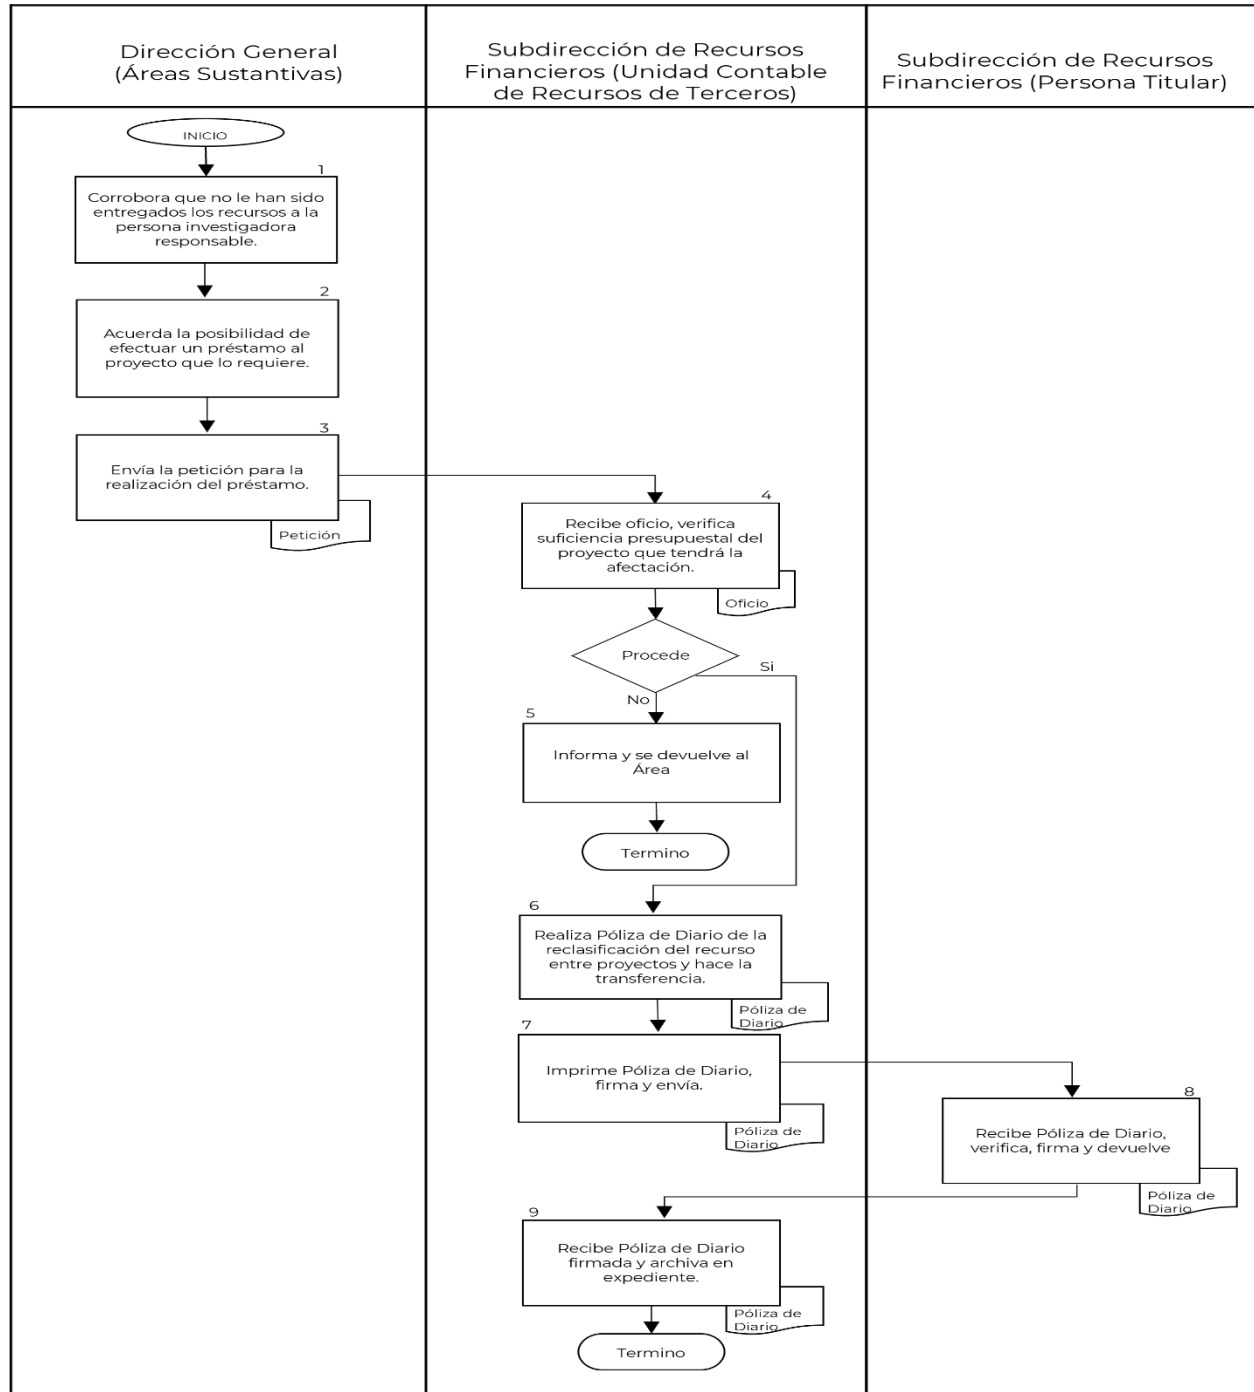 Dirección General
(Áreas Sustantivas)
Subdirección de Recursos
Financieros (Unidad Contable
de Recursos de Terceros)
Subdirección de Recursos
Financieros (Persona Titular)
INICIO
1
Corrobora que no le han sido
entregados los recursos a la
persona investigadora
responsable.
2
Acuerda la posibilidad de
efectuar un préstamo al
proyecto que lo requiere.
3
Envía la petición para la
realización del préstamo.
Petición
4
Recibe oficio, verifica
suficiencia presupuestal del
proyecto que tendrá la
afectación.
Oficio
Procede
Si
No
5
Informa y se devuelve al
Área
Termino
6
Realiza Póliza de Diario de la
reclasificación del recurso
entre proyectos y hace la
transferencia.
Póliza de
Diario
7
Imprime Póliza de Diario,
firma y envía.
Póliza de
Diario
8
Recibe Póliza de Diario,
verifica, firma y devuelve
Póliza de
Diario
9
Recibe Póliza de Diario
firmada y archiva en
expediente.
Póliza de
Diario
Termino